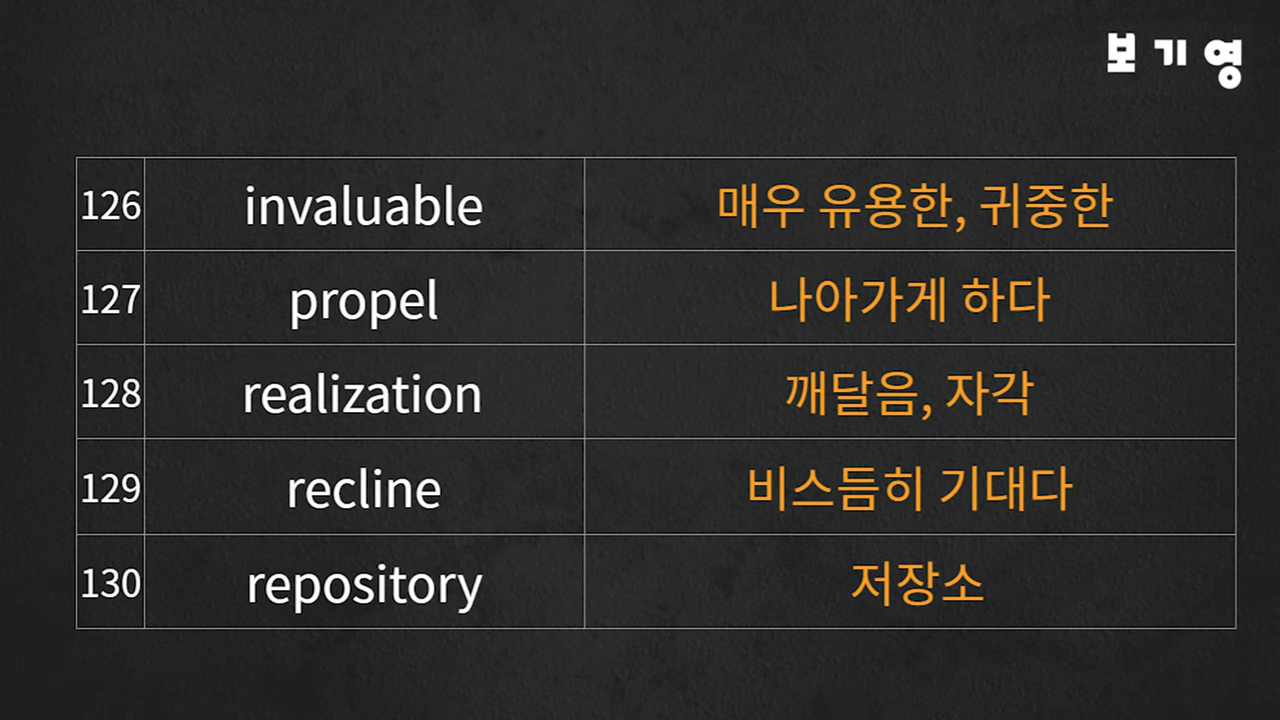 보기영
126 invaluable 매우 유용한, 귀중한
127 propel 나아가게 하다
128 realization 깨달음, 자각
129 recline 비스듬히 기대다
130 repository 저장소